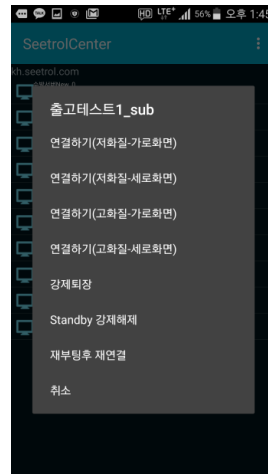 HD LTE+ 56% 오후 1:45
SeetrolCenter
kh.seetrol.com
출고테스트1_sub
연결하기(저화질-가로화면)
연결하기(저화질-세로화면)
연결하기(고화질-가로화면)
연결하기(고화질-세로화면)
강제퇴장
Standby 강제해제
재부팅후 재연결
취소